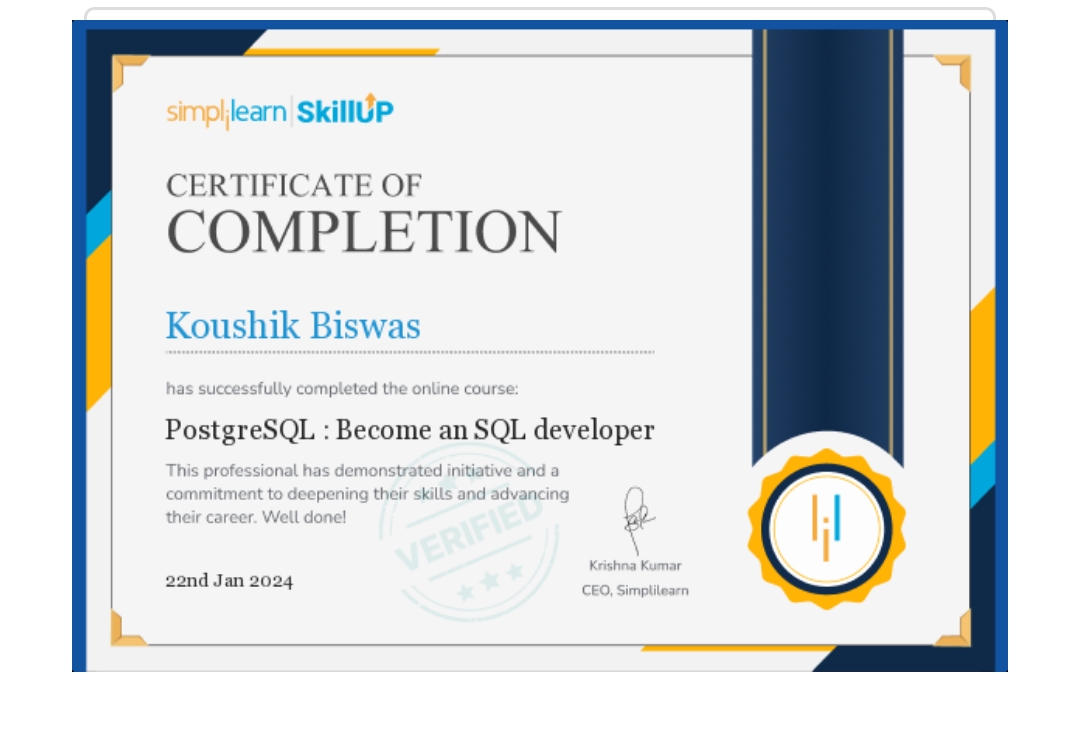 simplilearn | SkillUP
CERTIFICATE OF
COMPLETION
Koushik Biswas
has successfully completed the online course:
PostgreSQL : Become an SQL developer
This professional has demonstrated initiative and a
commitment to deepening their skills and advancing
their career. Well done!
VERIFIED
22nd Jan 2024
Krishna Kumar
CEO, Simplilearn